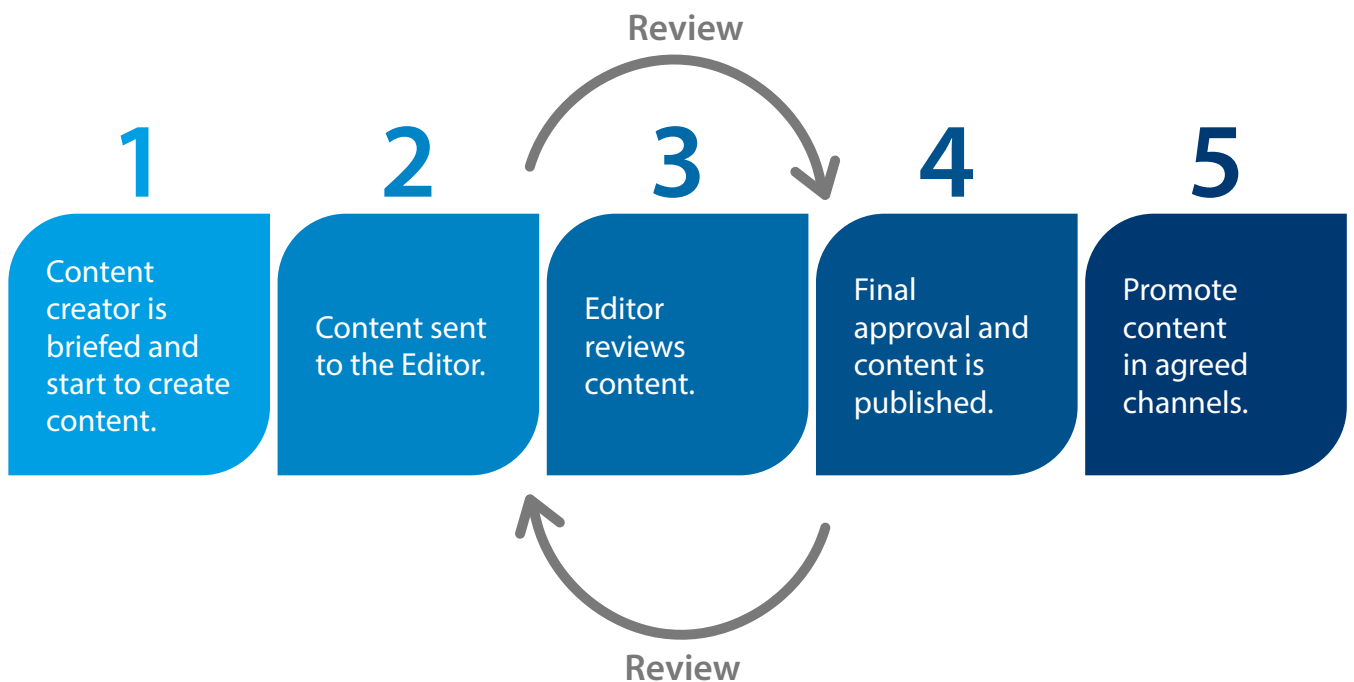 Review
1
2
3
4
5
Content
creator is
briefed and
start to create
content.
Content sent
to the Editor.
Editor
reviews
content.
Final
approval and
content is
published.
Promote
content
in agreed
channels.
Review